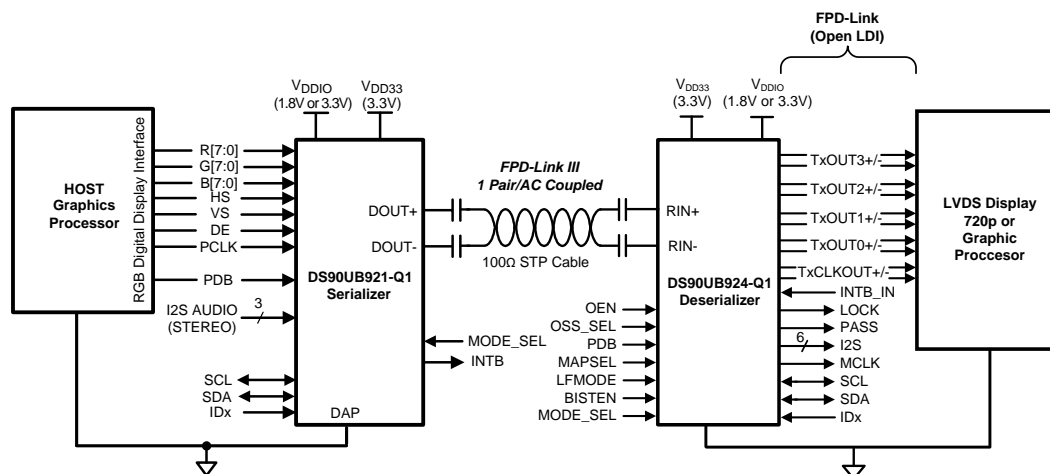 FPD-Link
(Open LDI)
VDDIO
(1.8V or 3.3V)
VDD33
(3.3V)
VDD33
(3.3V)
VDDIO
(1.8V or 3.3V)
HOST
Graphics
Processor
RGB Digital Display Interface
R[7:0]
G[7:0]
B[7:0]
HS
VS
DE
PCLK
PDB
I2S AUDIO
(STEREO)
3
SCL
SDA
IDx
DOUT+
DOUT-
DS90UB921-Q1
Serializer
DAP
MODE_SEL
INTB
FPD-Link III
1 Pair/AC Coupled
100Ω STP Cable
RIN+
RIN-
DS90UB924-Q1
Deserializer
OEN
OSS_SEL
PDB
MAPSEL
LFMODE
BISTEN
MODE_SEL
TxOUT3+/-
TxOUT2+/-
TxOUT1+/-
TxOUT0+/-
TxCLKOUT+/-
INTB_IN
LOCK
PASS
6
I2S
MCLK
SCL
SDA
IDx
LVDS Display
720p or
Graphic
Proccesor